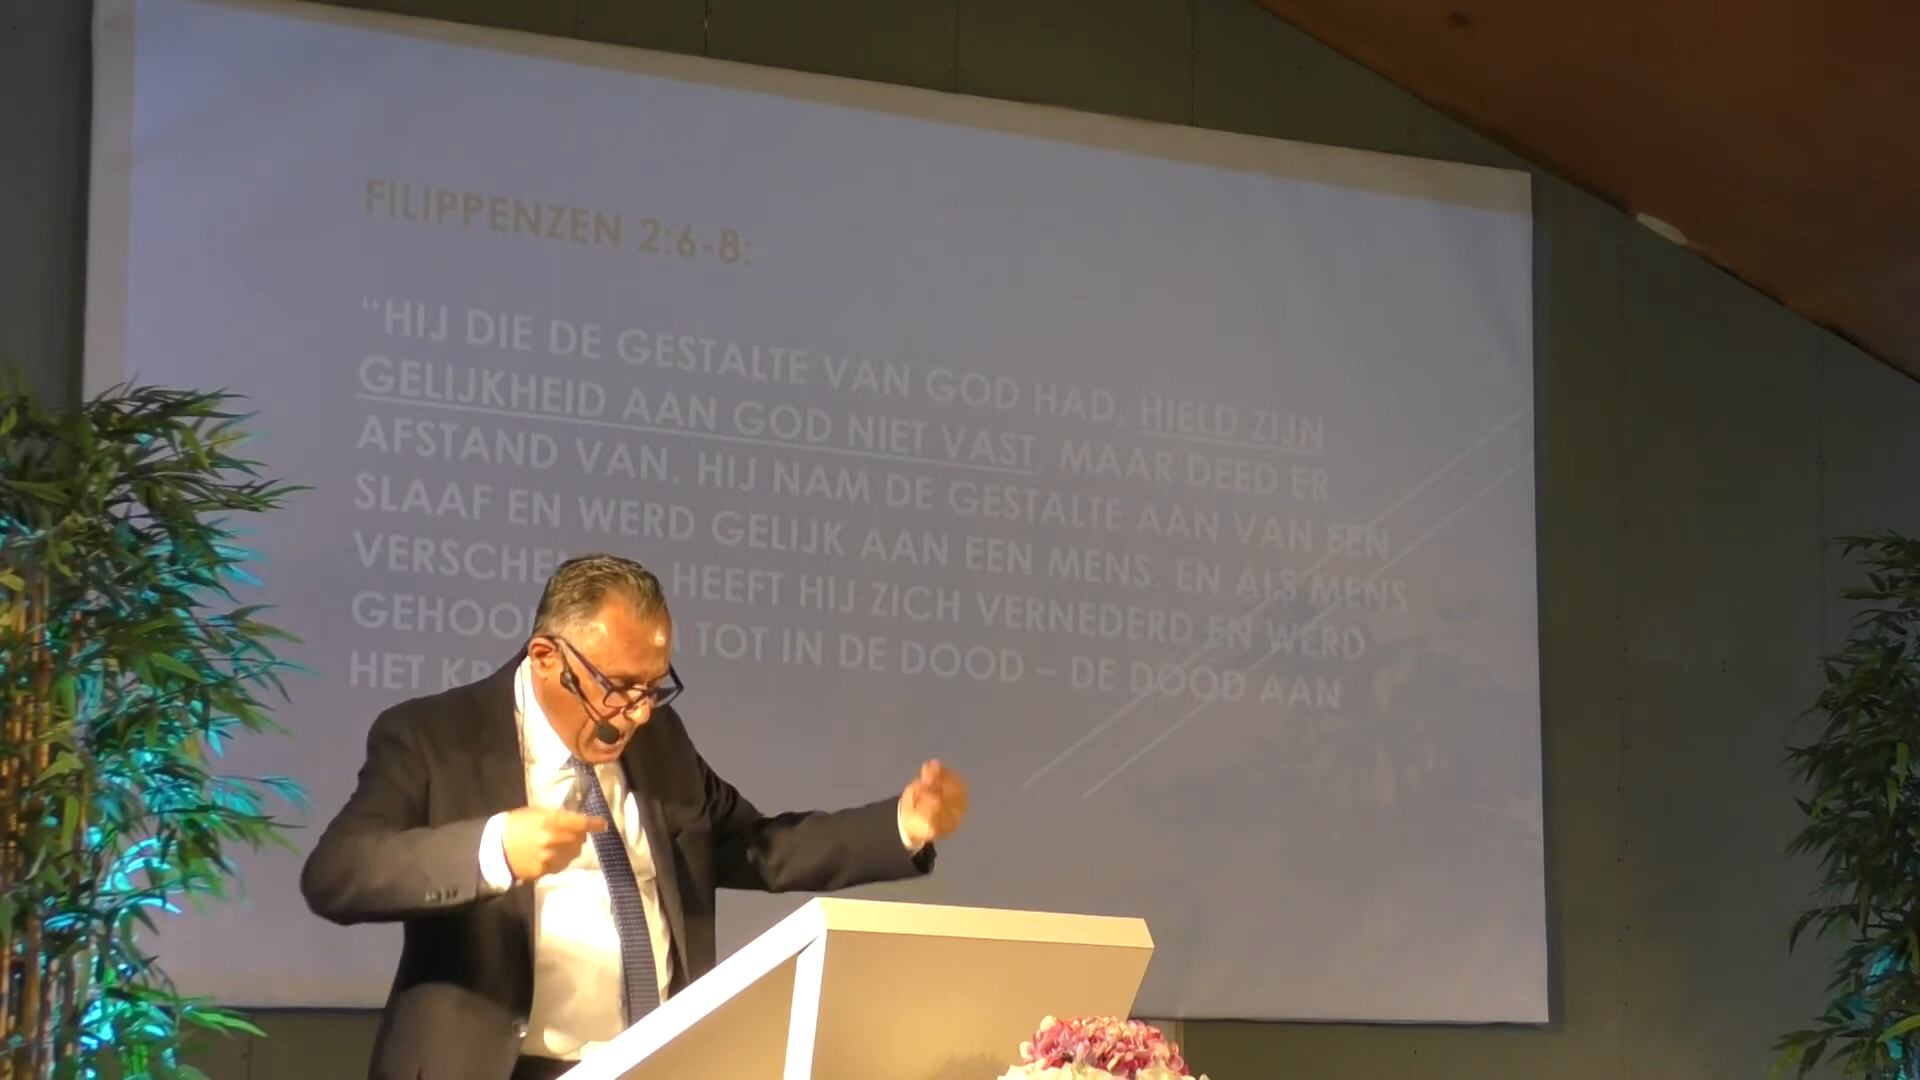 FILIPPENZEN 2:6-8:
“HIJ DIE DE GESTALTE VAN GOD HAD, HIELD ZIJN
GELIJKHEID AAN GOD NIET VAST, MAAR DEED ER
AFSTAND VAN. HIJ NAM DE GESTALTE AAN VAN EEN
SLAAF EN WERD GELIJK AAN EEN MENS. EN ALS MENS
HEEFT HIJ ZICH VERNEDERD EN WERD
TOT IN DE DOOD – DE DOOD AAN
HET